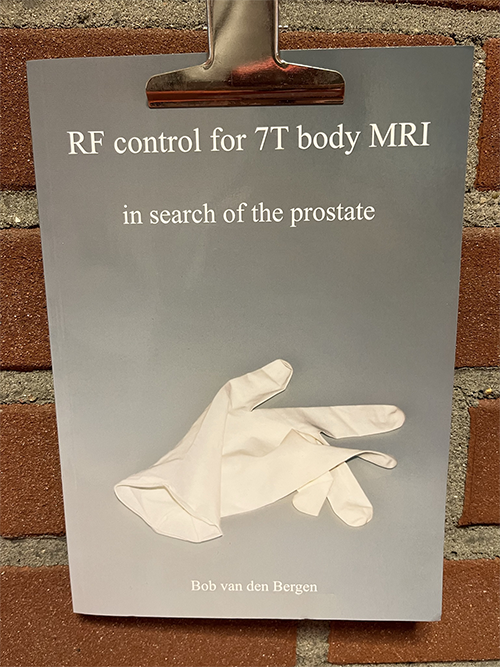 RF control for 7T body MRI
in search of the prostate
Bob van den Bergen